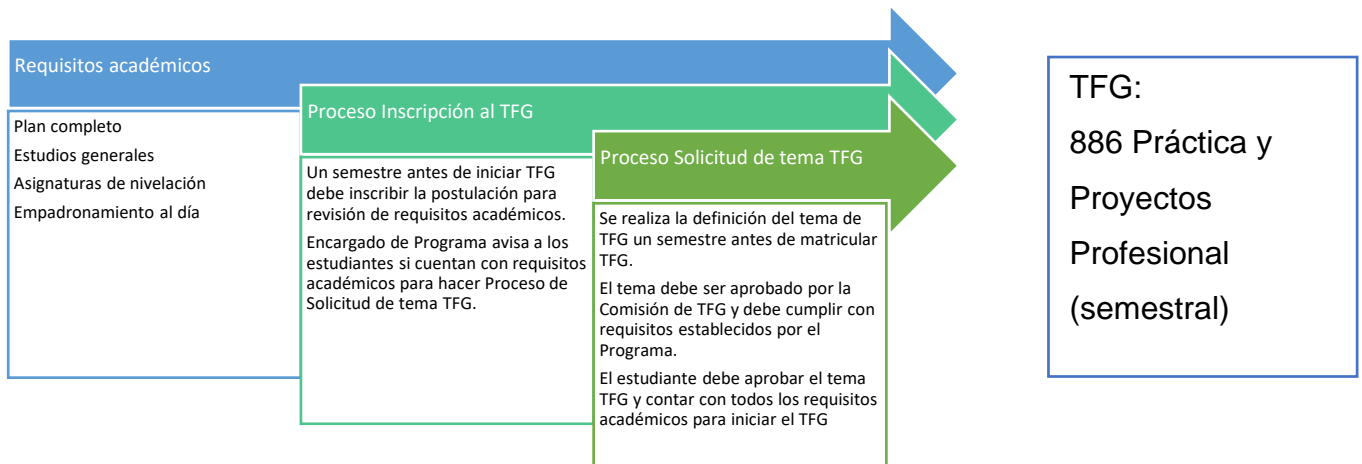 Requisitos académicos
Plan completo
Estudios generales
Asignaturas de nivelación
Empadronamiento al día
Proceso Inscripción al TFG
Un semestre antes de iniciar TFG
debe inscribir la postulación para
revisión de requisitos académicos.
Encargado de Programa avisa a los
estudiantes si cuentan con requisitos
académicos para hacer Proceso de
Solicitud de tema TFG.
Proceso Solicitud de tema TFG
Se realiza la definición del tema de
TFG un semestre antes de matricular
TFG.
El tema debe ser aprobado por la
Comisión de TFG y debe cumplir con
requisitos establecidos por el
Programa.
El estudiante debe aprobar el tema
TFG y contar con todos los requisitos
académicos para iniciar el TFG
TFG:
886 Práctica y
Proyectos
Profesional
(semestral)